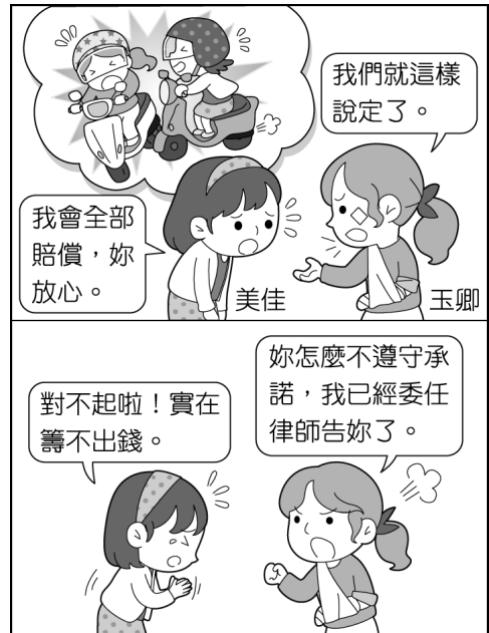 我們就這樣
說定了。
我會全部
賠償，妳
放心。
美佳
玉卿
妳怎麼不遵守承
諾，我已經委任
律師告妳了。
對不起啦！實在
籌不出錢。